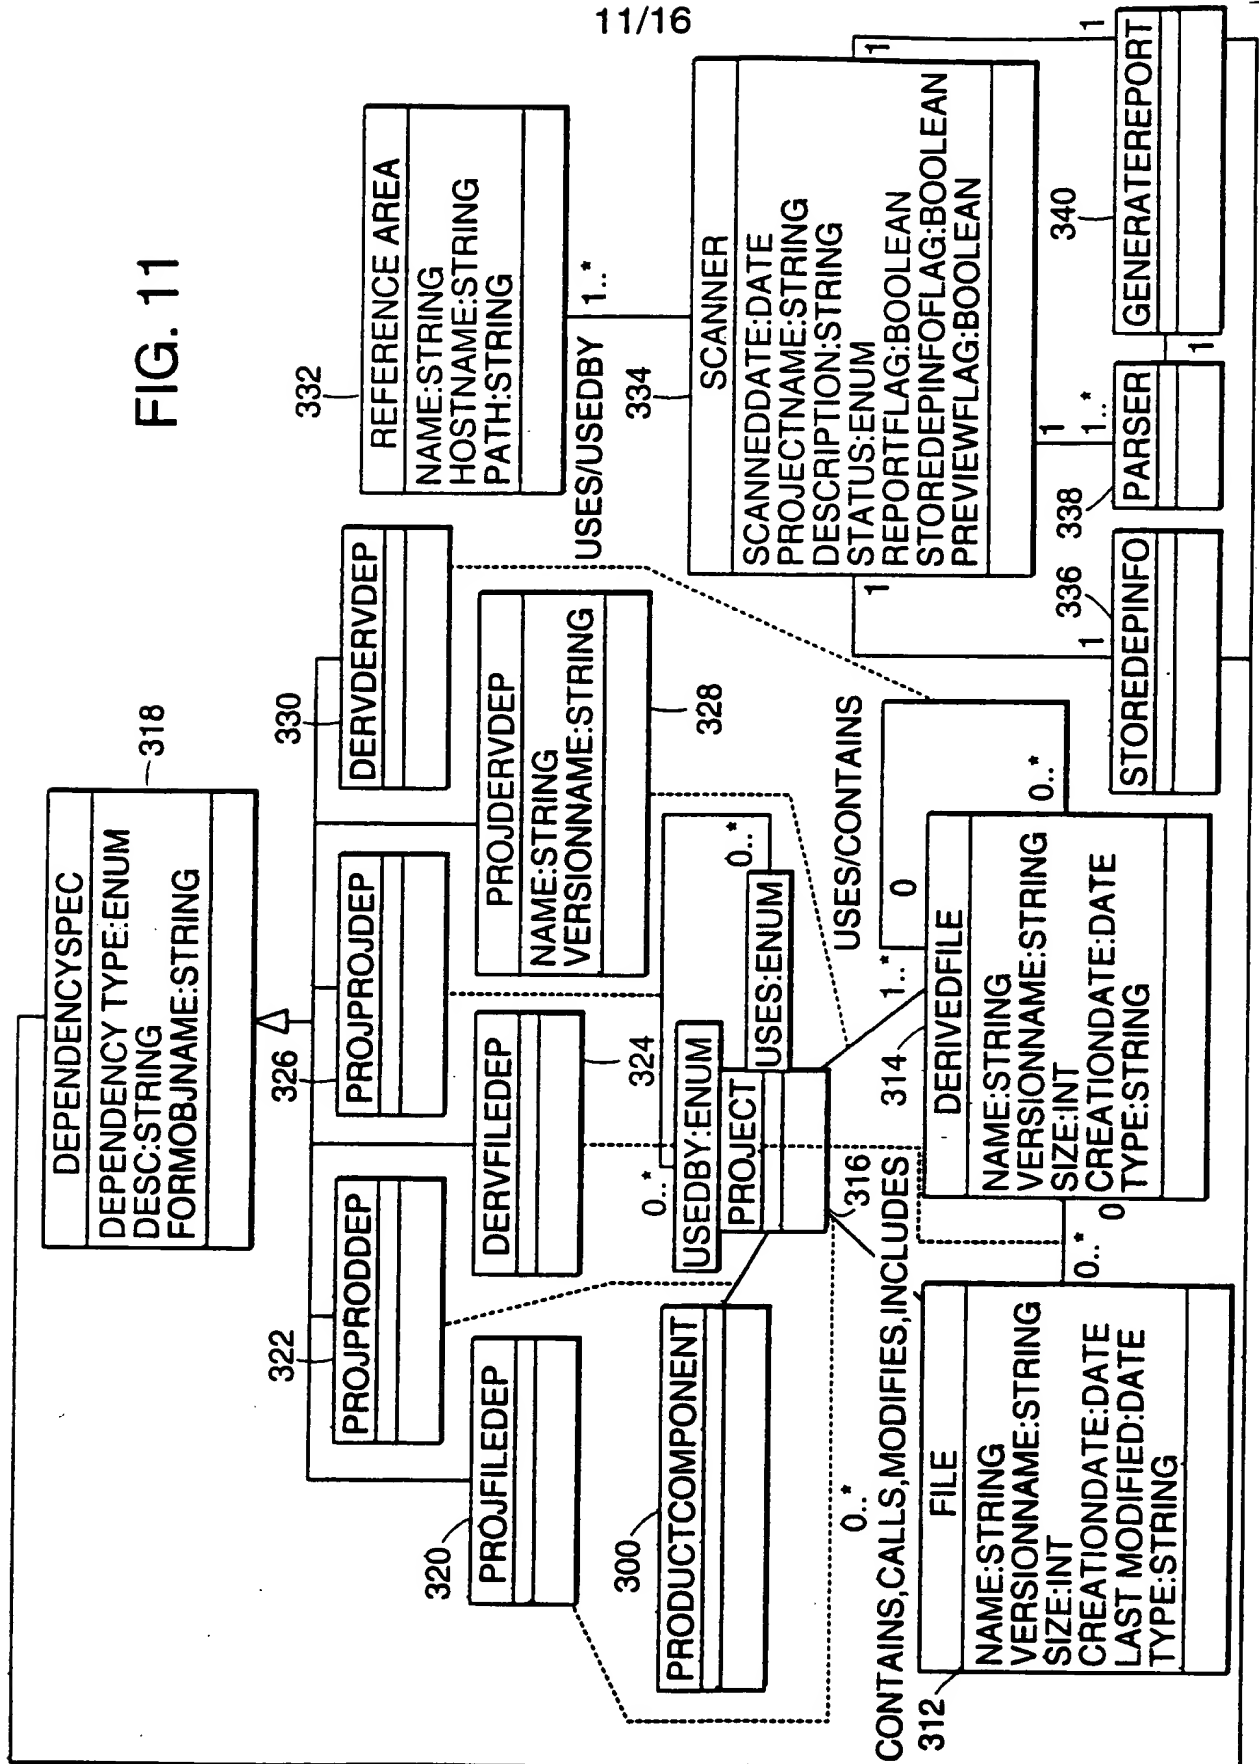 11/16
FIG. 11
DEPENDENCYSPEC
DEPENDENCY TYPE:ENUM
DESC:STRING
FORMOBJNAME:STRING
318
322
PROJPRODDEP
326
PROJPROJDEP
330
DERVDERVDEP
332
REFERENCE AREA
NAME:STRING
HOSTNAME:STRING
PATH:STRING
320
PROJFILEDEP
DERVFILEDEP
324
PROJDERVDEP
NAME:STRING
VERSIONNAME:STRING
328
USES/USEDBY
1..*
300
PRODUCTCOMPONENT
0..*
USEDBY:ENUM
PROJECT
316
USES:ENUM
0..*
334
SCANNER
SCANNEDDATE:DATE
PROJECTNAME:STRING
DESCRIPTION:STRING
STATUS:ENUM
REPORTFLAG:BOOLEAN
STOREDEPINFOFLAG:BOOLEAN
PREVIEWFLAG:BOOLEAN
0..*
CONTAINS,CALLS,MODIFIES,INCLUDES
USES/CONTAINS
1..*
0
0..*
1
1
1
312
FILE
NAME:STRING
VERSIONNAME:STRING
SIZE:INT
CREATIONDATE:DATE
LAST MODIFIED:DATE
TYPE:STRING
0..*
0
314
DERIVEDFILE
NAME:STRING
VERSIONNAME:STRING
SIZE:INT
CREATIONDATE:DATE
TYPE:STRING
336
1
STOREDEPINFO
338
1..*
PARSER
1
340
1
GENERATEREPORT